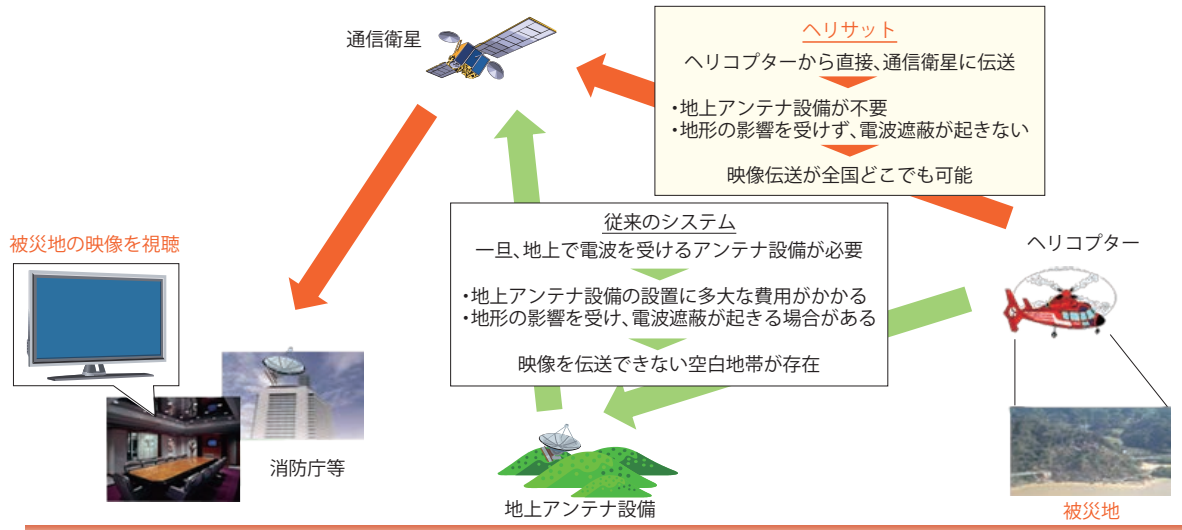 通信衛星
ヘリサット
ヘリコプターから直接、通信衛星に伝送
・地上アンテナ設備が不要
・地形の影響を受けず、電波遮蔽が起きない
映像伝送が全国どこでも可能
従来のシステム
一旦、地上で電波を受けるアンテナ設備が必要
・地上アンテナ設備の設置に多大な費用がかかる
・地形の影響を受け、電波遮蔽が起きる場合がある
映像を伝送できない空白地帯が存在
被災地の映像を視聴
ヘリコプター
消防庁等
地上アンテナ設備
被災地